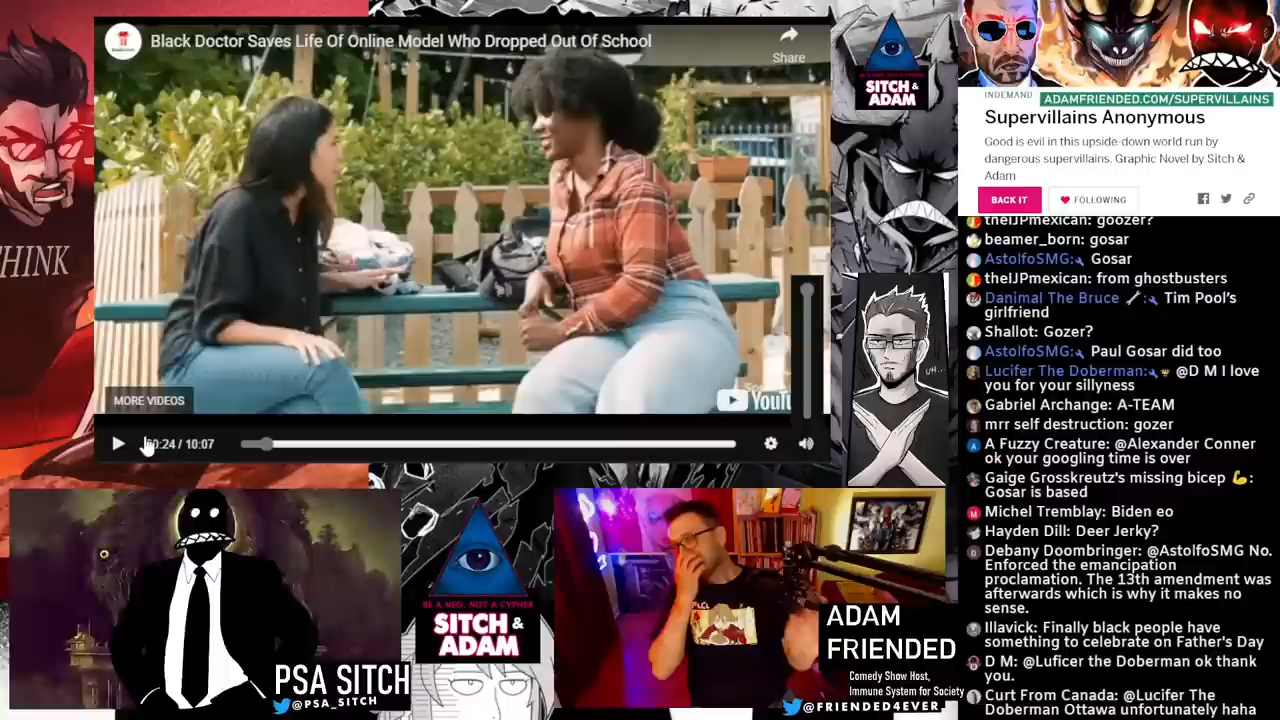 Black Doctor Saves Life Of Online Model Who Dropped Out Of School
Share
MORE VIDEOS
0:24 / 10:07
THINK
SITCH &
ADAM
UH..
INDEMAND
ADAMFRIENDED.COM/SUPERVILLAINS
Supervillains Anonymous
Good is evil in this upside-down world run by
dangerous supervillains. Graphic Novel by Sitch &
Adam
BACK IT
FOLLOWING
theIJPmexican: goozer?
beamer_born: gosar
AstolfoSMG: Gosar
theIJPmexican: from ghostbusters
Danimal The Bruce : Tim Pool's
girlfriend
Shallot: Gozer?
AstolfoSMG: Paul Gosar did too
Lucifer The Doberman: @D M I love
you for your sillyness
Gabriel Archange: A-TEAM
mrr self destruction: gozer
A Fuzzy Creature: @Alexander Conner
ok your googling time is over
Gaige Grosskreutz's missing bicep 💪:
Gosar is based
Michel Tremblay: Biden eo
Hayden Dill: Deer Jerky?
Debany Doombringer: @AstolfoSMG No.
Enforced the emancipation
proclamation. The 13th amendment was
afterwards which is why it makes no
sense.
Illavick: Finally black people have
something to celebrate on Father's Day
D M: @Luficer the Doberman ok thank
you.
Curt From Canada: Lucifer The
Doberman Ottawa unfortunately haha
BE A NEO, NOT A CYPHER
SITCH &
ADAM
PSA SITCH
@PSA_SITCH
FLCL
ADAM
FRIENDED
Comedy Show Host,
Immune System for Society
@FRIENDED4EVER